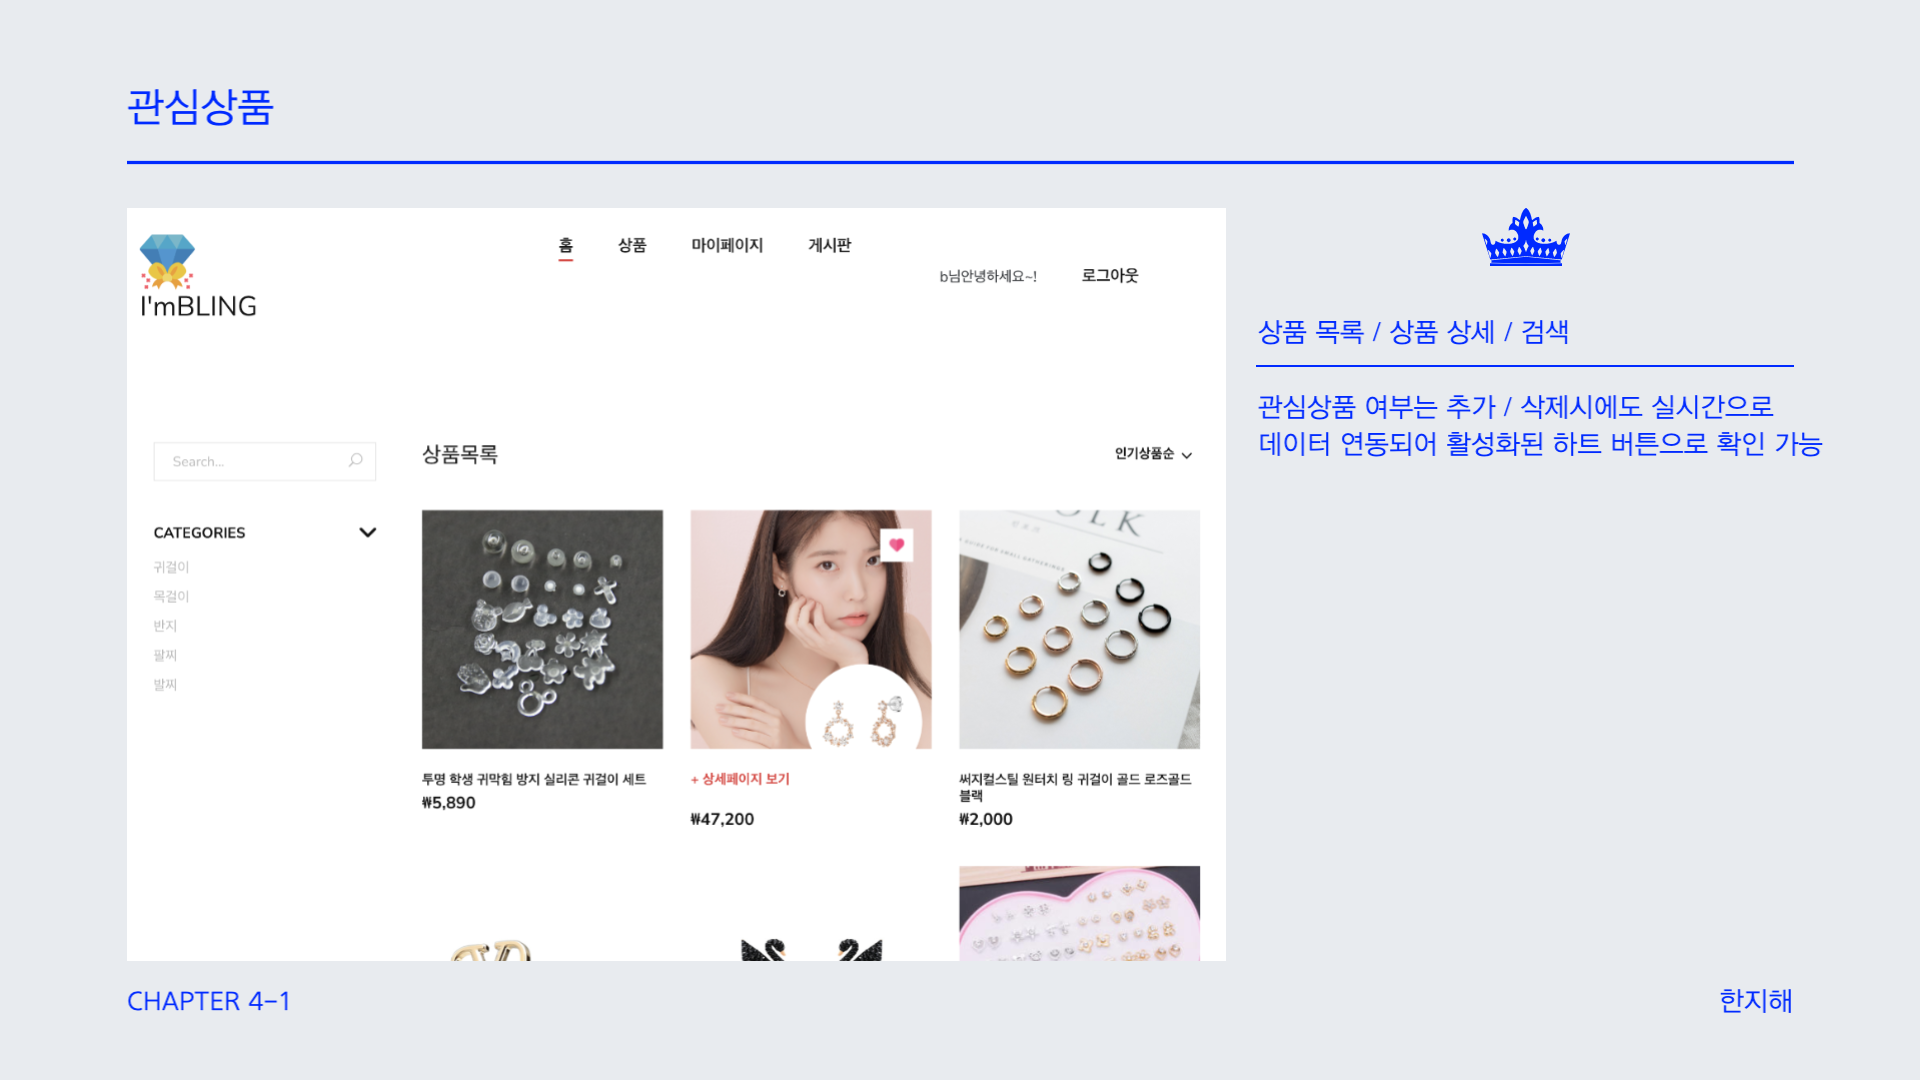 관심상품
I'mBLING
홈
상품
마이페이지
게시판
b님안녕하세요~!
로그아웃
상품 목록 / 상품 상세 / 검색
관심상품 여부는 추가 / 삭제시에도 실시간으로
데이터 연동되어 활성화된 하트 버튼으로 확인 가능
Search...
CATEGORIES
귀걸이
목걸이
반지
팔찌
발찌
상품목록
인기상품순
투명 학생 귀막힘 방지 실리콘 귀걸이 세트
₩5,890
+ 상세페이지 보기
₩47,200
써지컬스틸 원터치 링 귀걸이 골드 로즈골드
블랙
₩2,000
CHAPTER 4-1
한지해